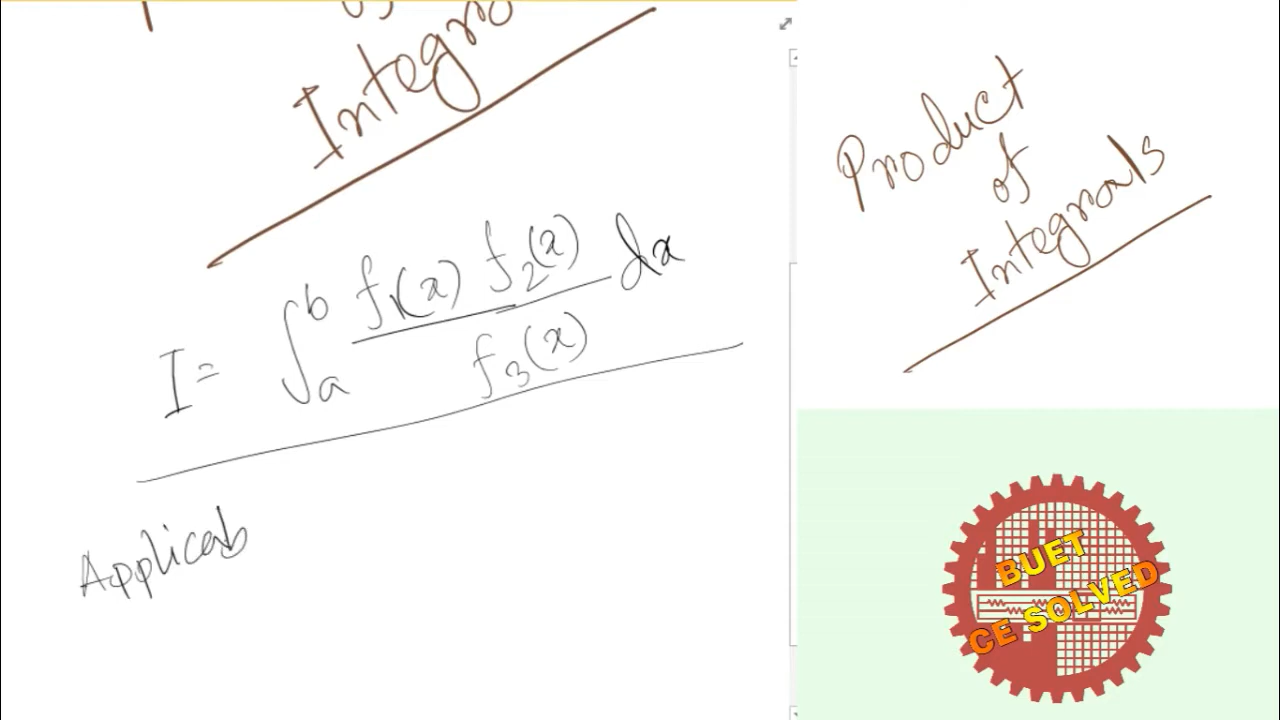 Integra
I = ∫_a^b f1(x) f2(x) / f3(x) dx
Applicab
Product
of
Integrals
BUET
CE SOLVED